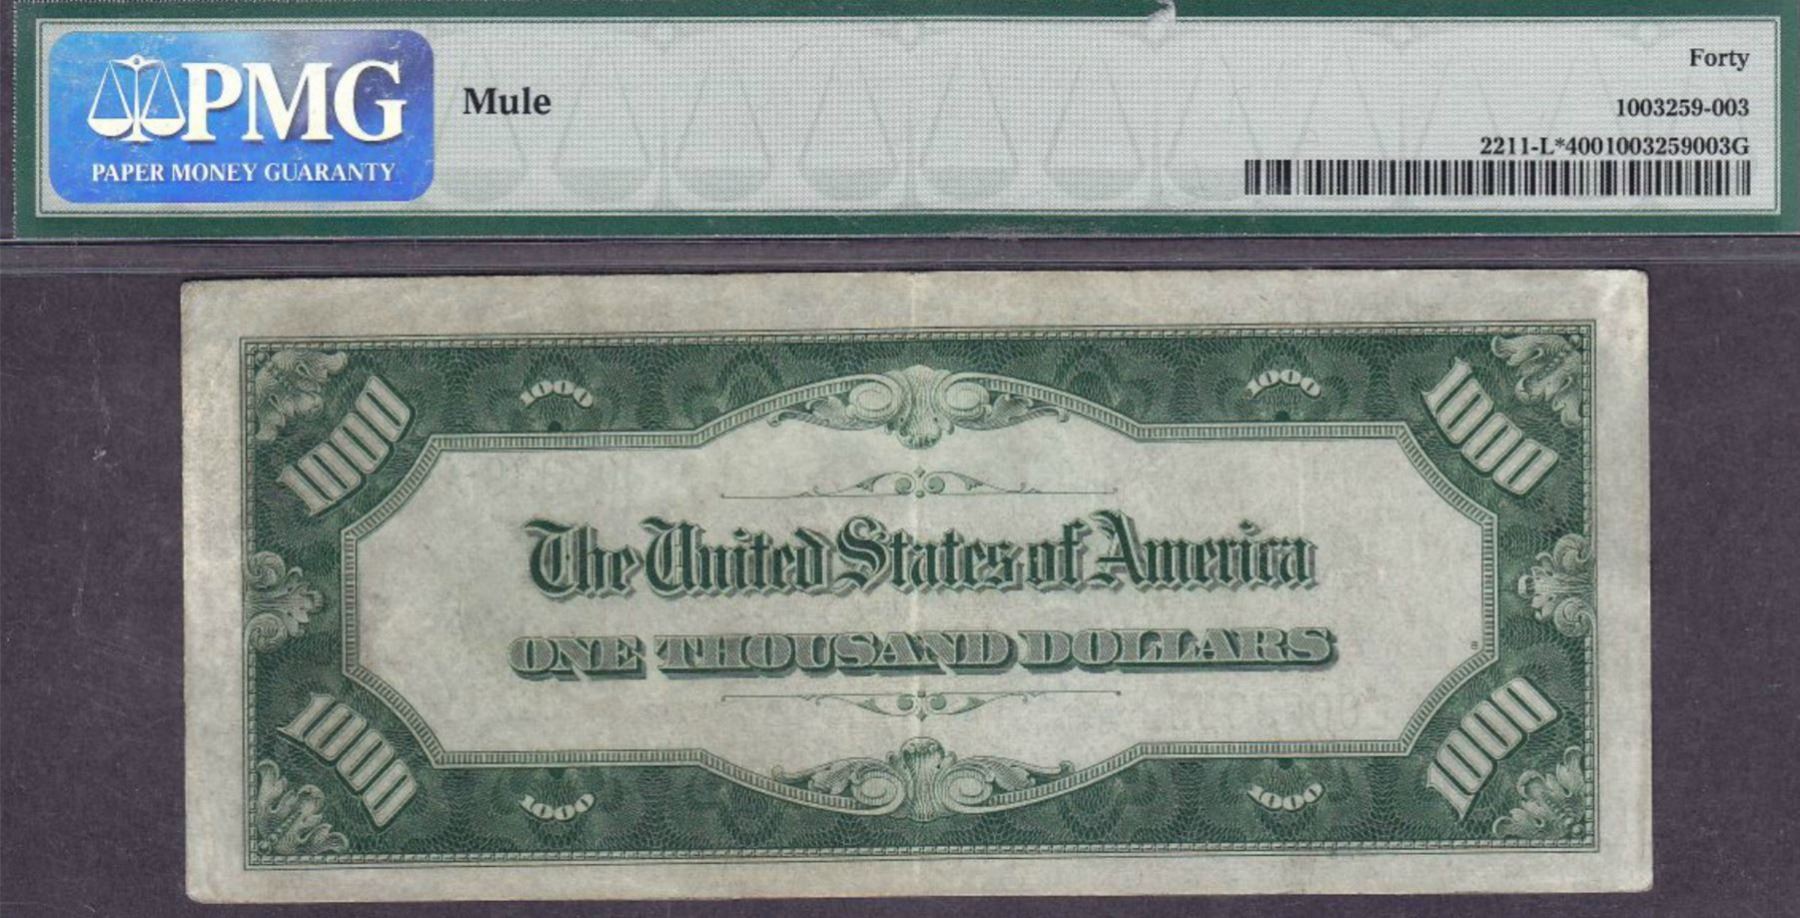 PMG
PAPER MONEY GUARANTY
Mule
Forty
1003259-003
2211-L*4001003259003G
1000 1000 1000 1000
The United States of America
ONE THOUSAND DOLLARS
8
1000 1000 1000 1000